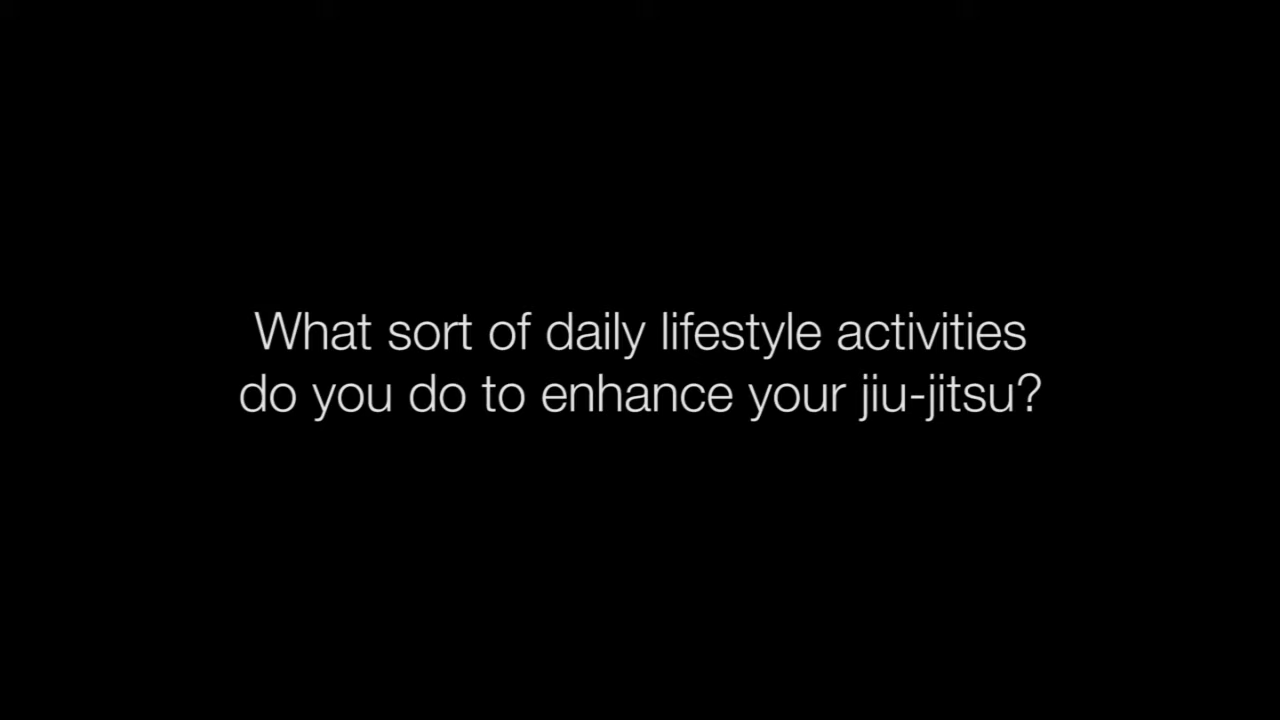 What sort of daily lifestyle activities
do you do to enhance your jiu-jitsu?